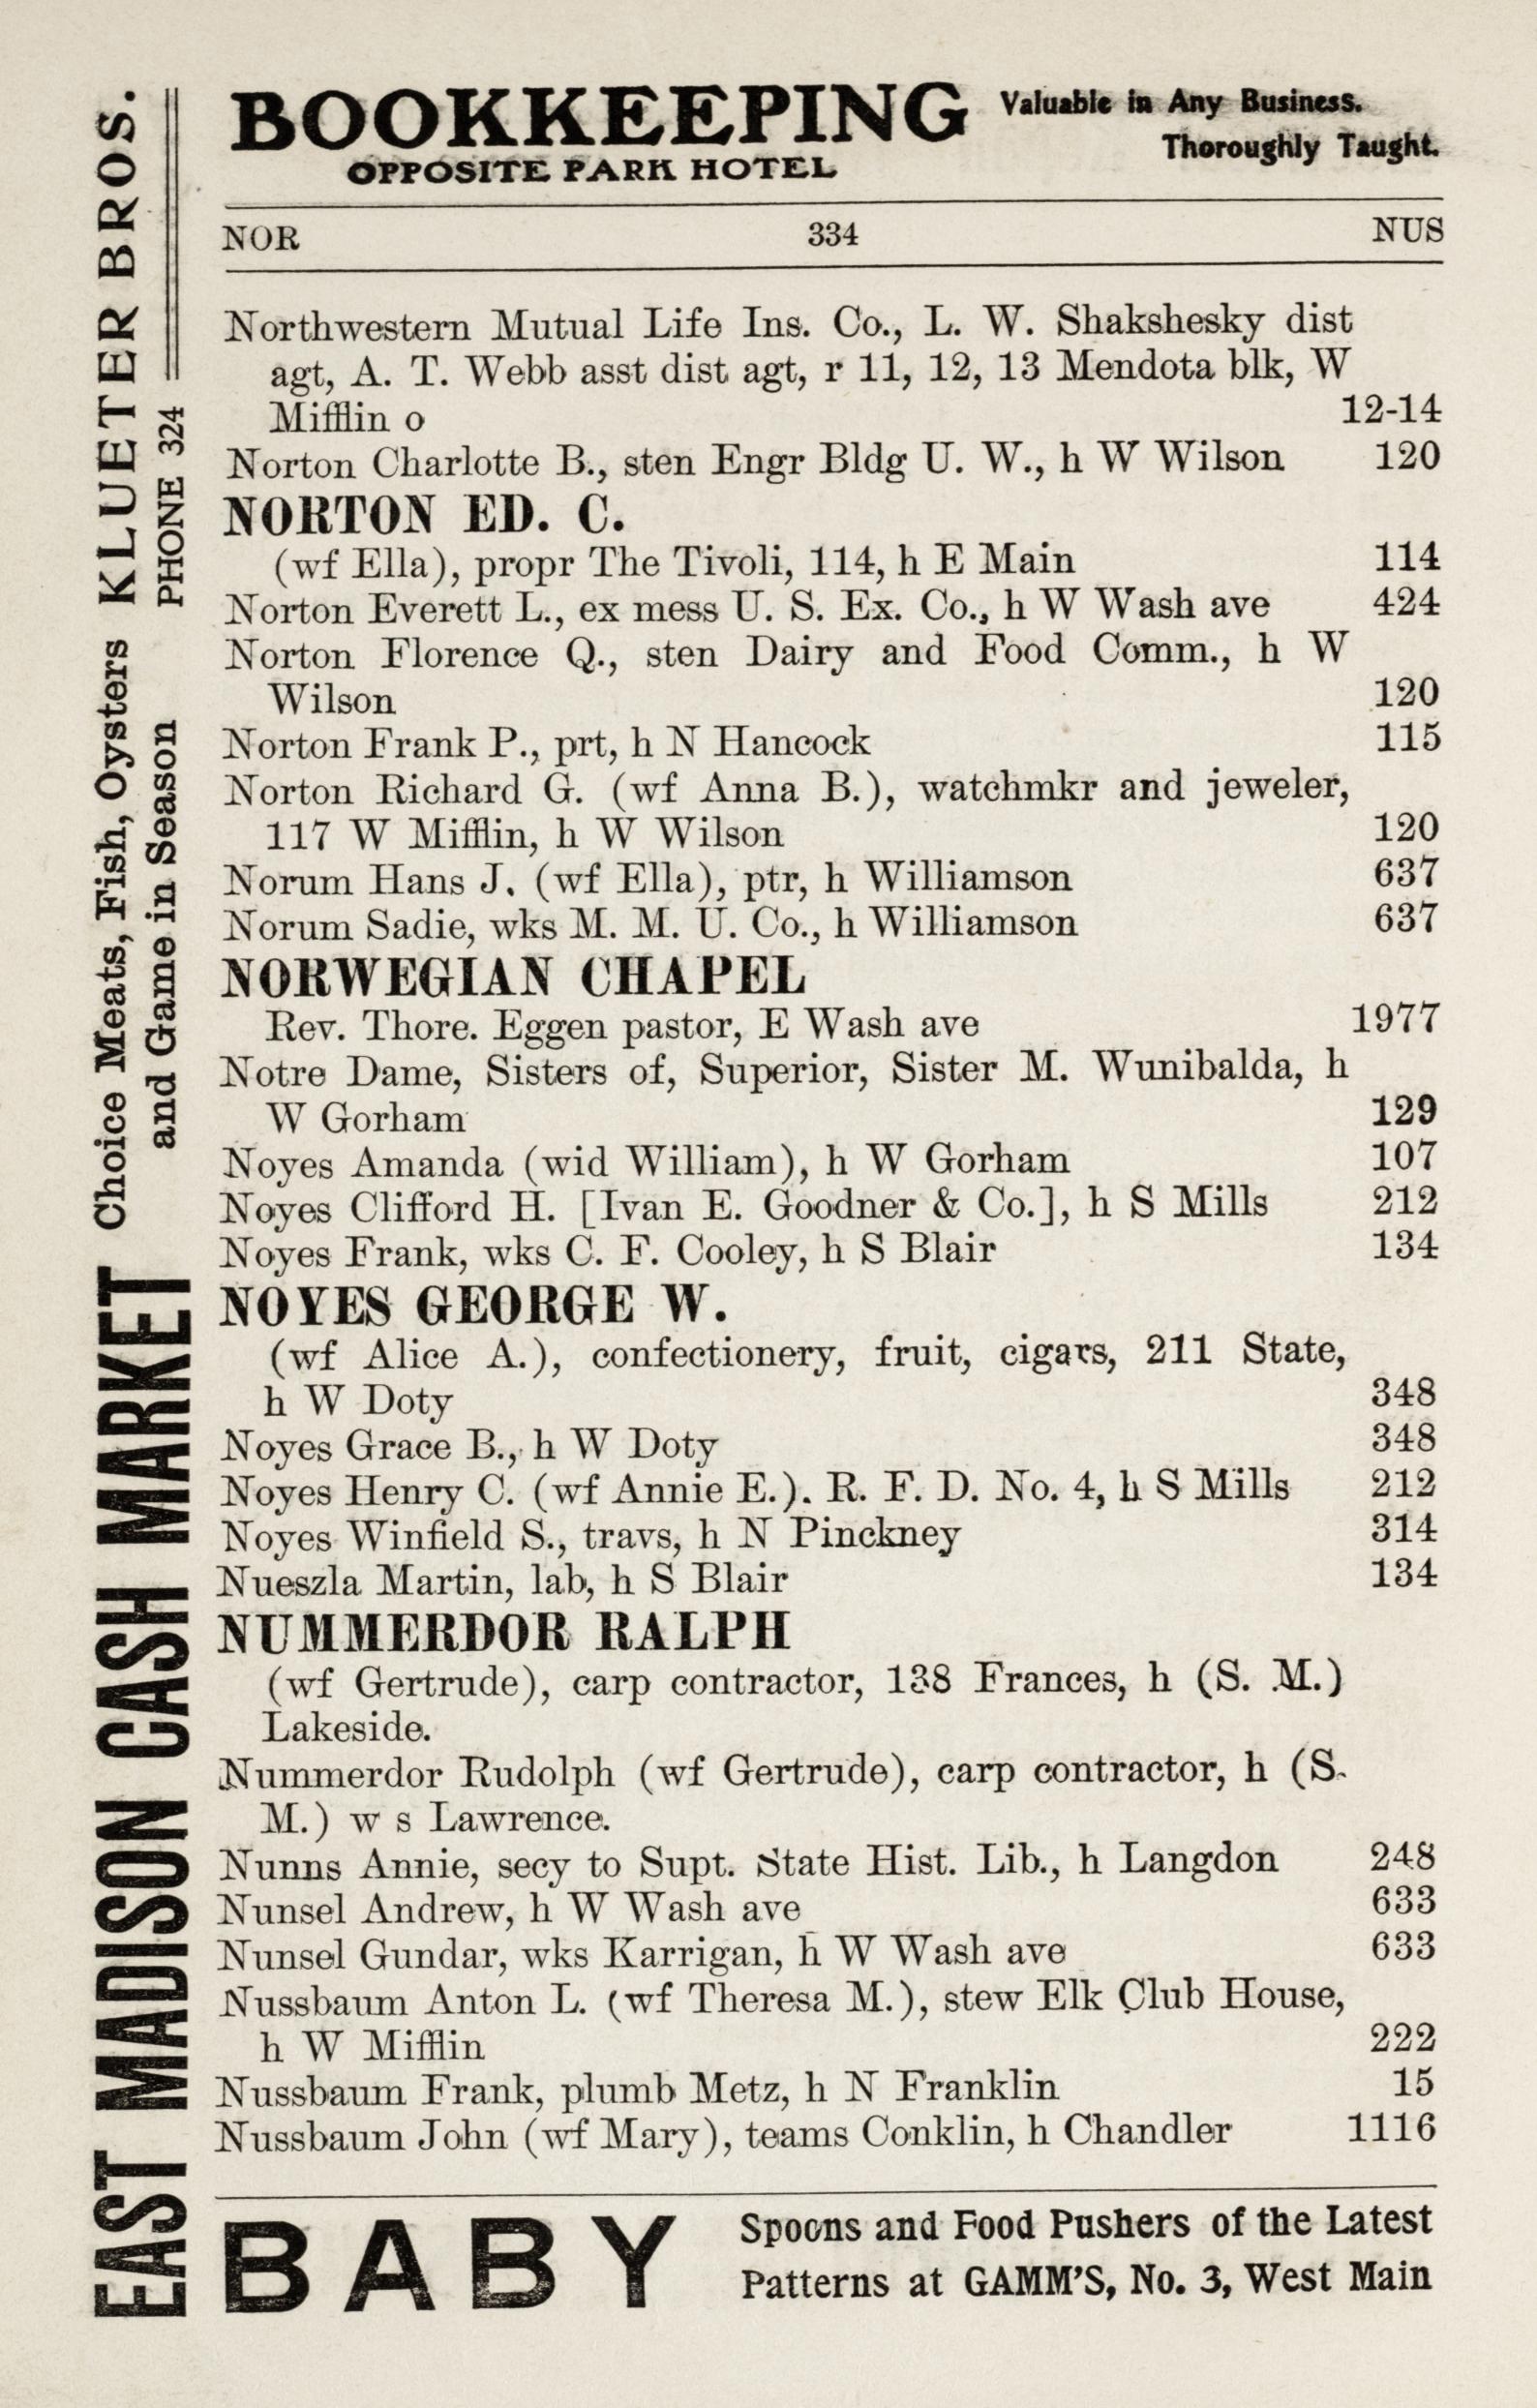 BOOKKEEPING Valuable in Any Business.
OPPOSITE PARK HOTEL Thoroughly Taught.
NOR 334 NUS
Northwestern Mutual Life Ins. Co., L. W. Shakshesky dist
agt, A. T. Webb asst dist agt, r 11, 12, 13 Mendota blk, W
Mifflin o 12-14
Norton Charlotte B., sten Engr Bldg U. W., h W Wilson 120
NORTON ED. C.
(wf Ella), propr The Tivoli, 114, h E Main 114
Norton Everett L., ex mess U. S. Ex. Co., h W Wash ave 424
Norton Florence Q., sten Dairy and Food Comm., h W
Wilson 120
Norton Frank P., prt, h N Hancock 115
Norton Richard G. (wf Anna B.), watchmkr and jeweler,
117 W Mifflin, h W Wilson 120
Norum Hans J. (wf Ella), ptr, h Williamson 637
Norum Sadie, wks M. M. U. Co., h Williamson 637
NORWEGIAN CHAPEL
Rev. Thore. Eggen pastor, E Wash ave 1977
Notre Dame, Sisters of, Superior, Sister M. Wunibalda, h
W Gorham 129
Noyes Amanda (wid William), h W Gorham 107
Noyes Clifford H. [Ivan E. Goodner & Co.], h S Mills 212
Noyes Frank, wks C. F. Cooley, h S Blair 134
NOYES GEORGE W.
(wf Alice A.), confectionery, fruit, cigars, 211 State,
h W Doty 348
Noyes Grace B., h W Doty 348
Noyes Henry C. (wf Annie E.). R. F. D. No. 4, h S Mills 212
Noyes Winfield S., travs, h N Pinckney 314
Nueszla Martin, lab, h S Blair 134
NUMMERDOR RALPH
(wf Gertrude), carp contractor, 138 Frances, h (S. M.)
Lakeside.
Nummerdor Rudolph (wf Gertrude), carp contractor, h (S.
M.) w s Lawrence.
Nunns Annie, secy to Supt. State Hist. Lib., h Langdon 248
Nunsel Andrew, h W Wash ave 633
Nunsel Gundar, wks Karrigan, h W Wash ave 633
Nussbaum Anton L. (wf Theresa M.), stew Elk Club House,
h W Mifflin 222
Nussbaum Frank, plumb Metz, h N Franklin 15
Nussbaum John (wf Mary), teams Conklin, h Chandler 1116
BABY Spoons and Food Pushers of the Latest
Patterns at GAMM'S, No. 3, West Main
EAST MADISON CASH MARKET Choice Meats, Fish, Oysters KLUETER BROS.
and Game in Season PHONE 324